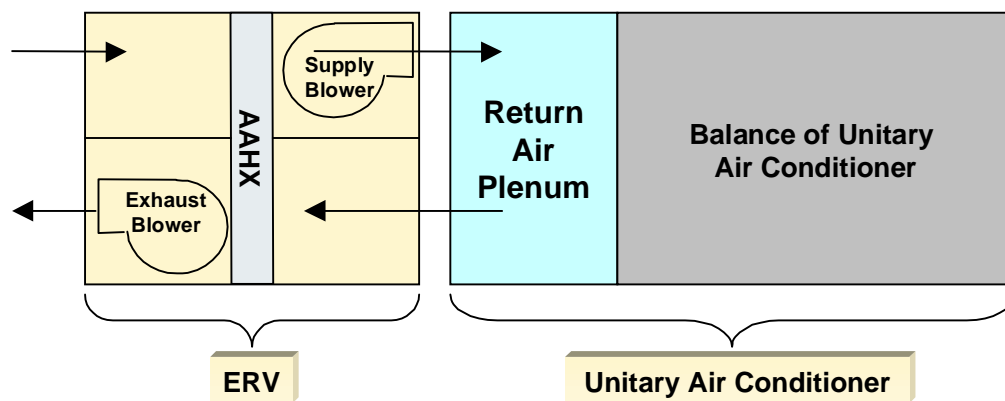 Supply
Blower
AAHX
Exhaust
Blower
Return
Air
Plenum
Balance of Unitary
Air Conditioner
ERV
Unitary Air Conditioner